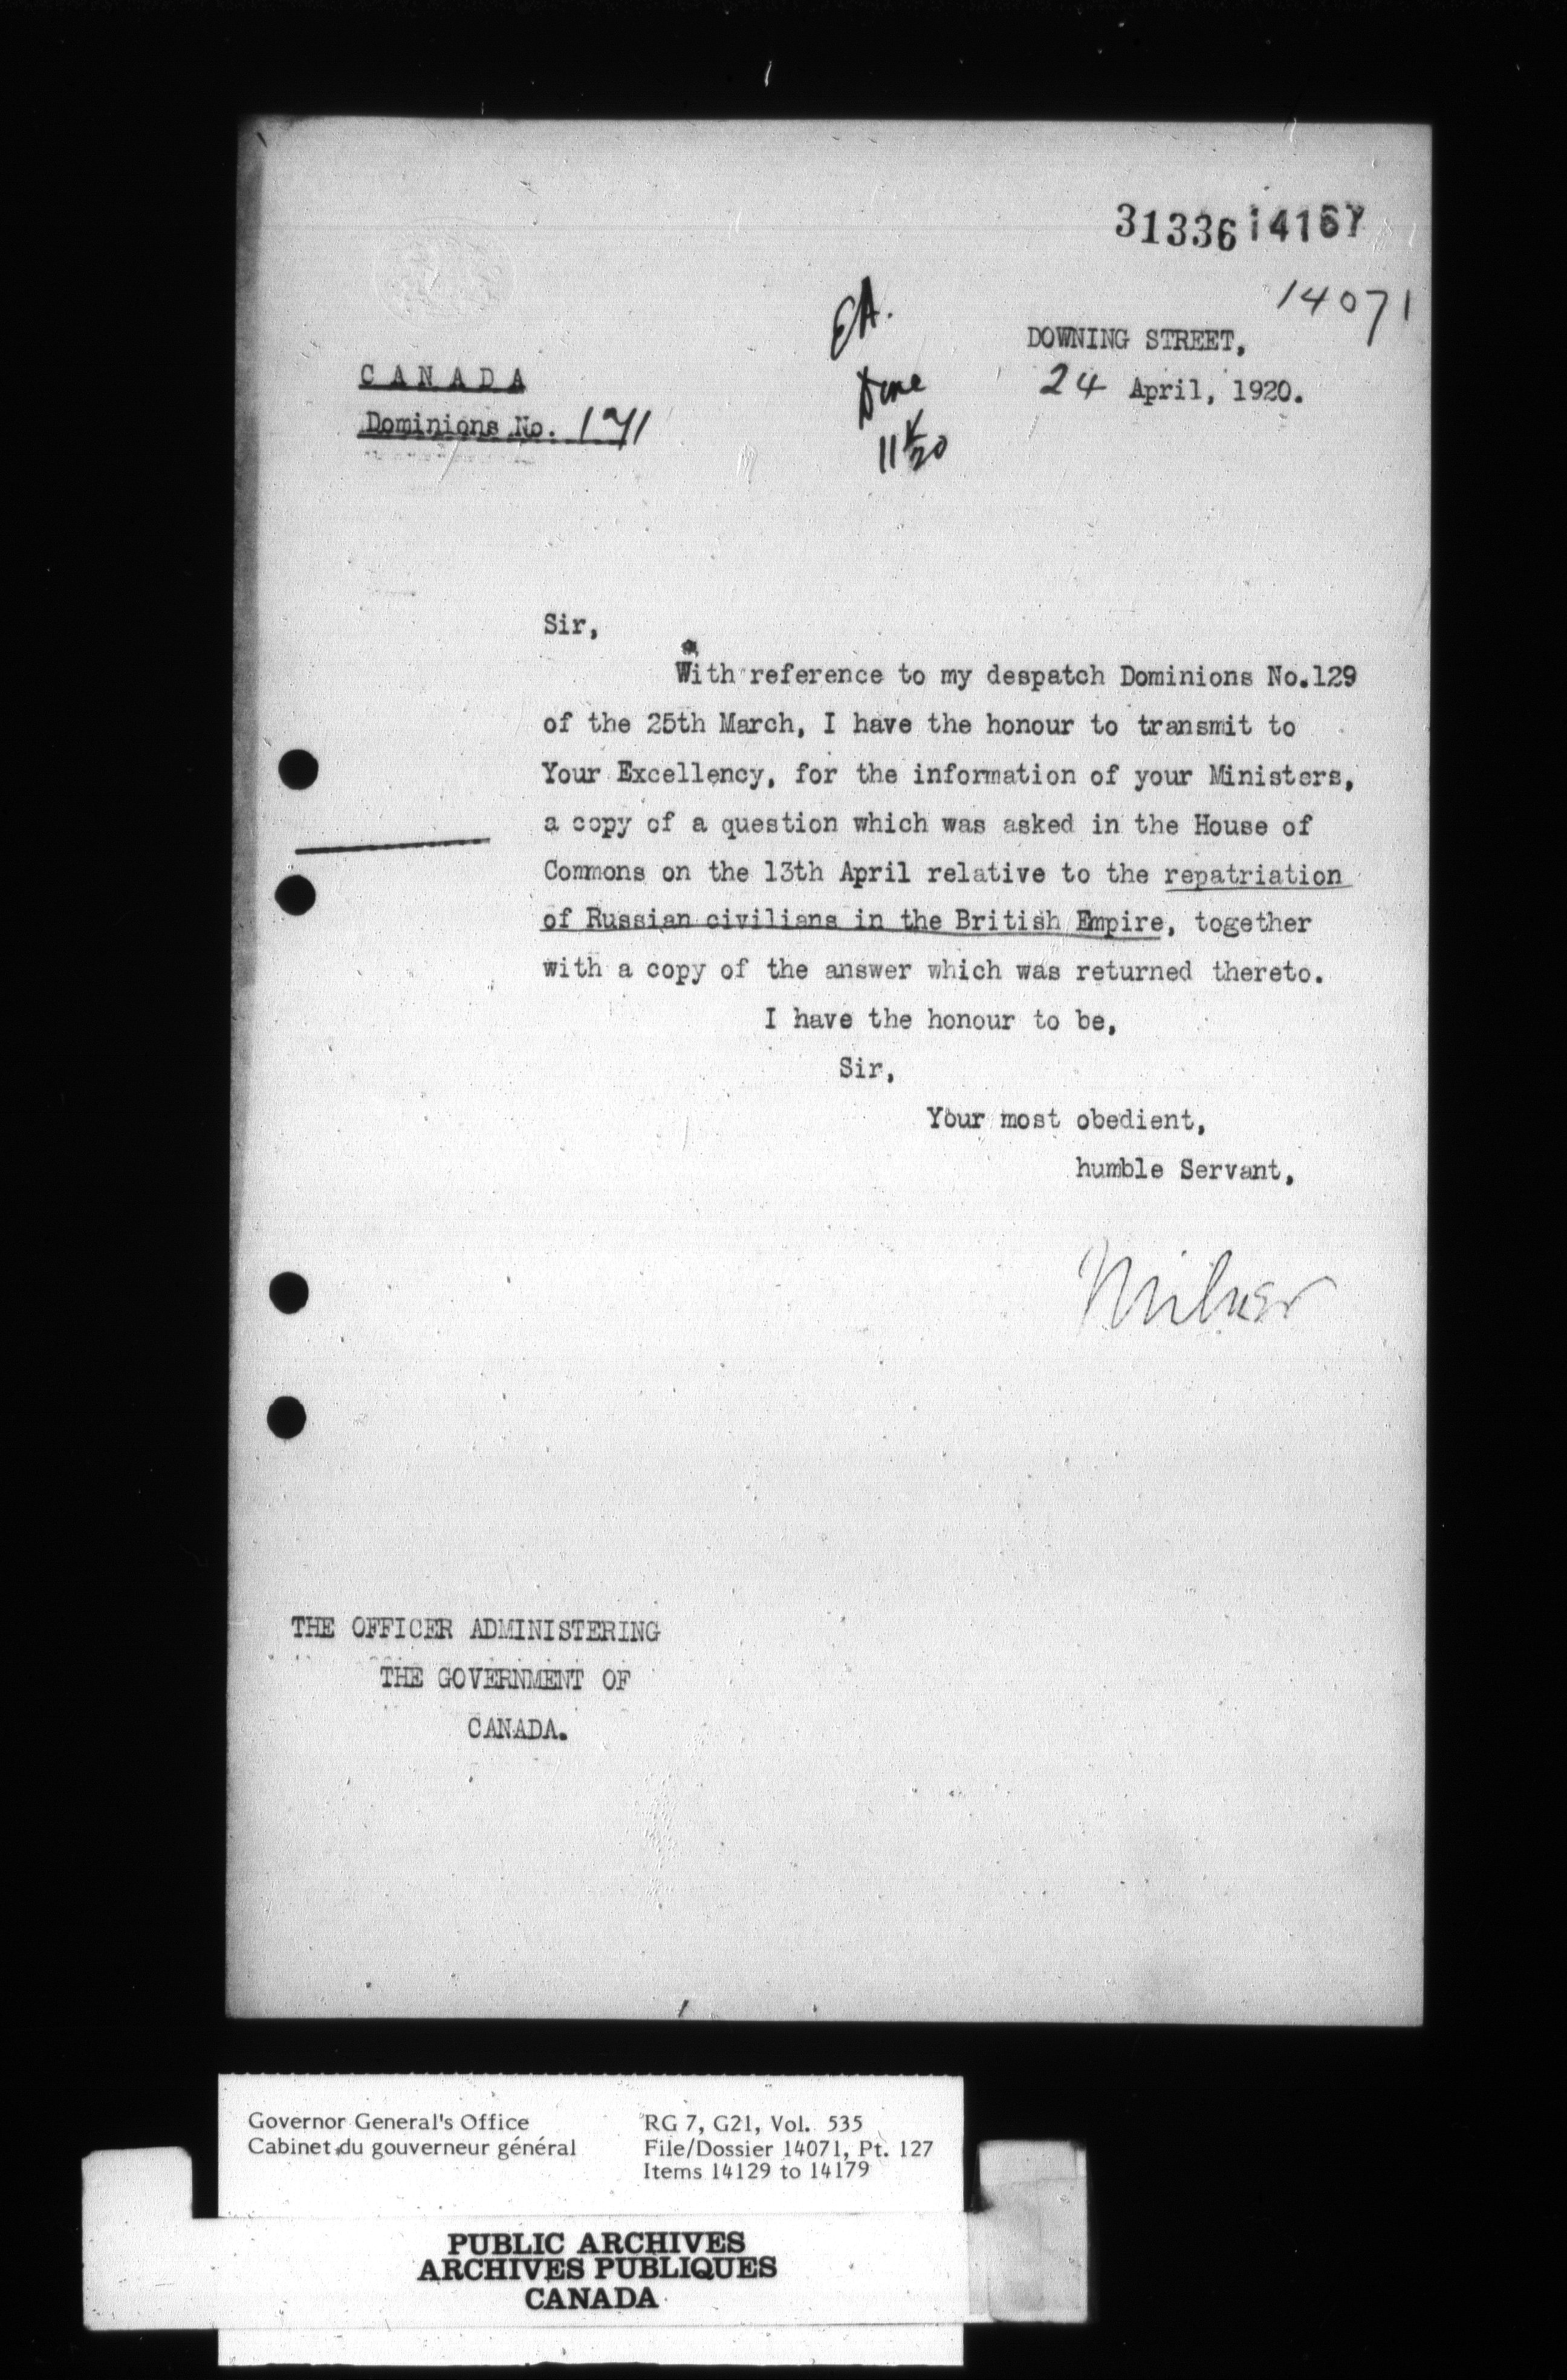 31336 14167
14071
EA.
DOWNING STREET,
CANADA
Done
24 April, 1920.
Dominions No. 171
11/20
Sir,
With reference to my despatch Dominions No.129
of the 25th March, I have the honour to transmit to
Your Excellency, for the information of your Ministers,
a copy of a question which was asked in the House of
Commons on the 13th April relative to the repatriation
of Russian civilians in the British Empire, together
with a copy of the answer which was returned thereto.
I have the honour to be,
Sir,
Your most obedient,
humble Servant,
Milner
THE OFFICER ADMINISTERING
THE GOVERNMENT OF
CANADA.
Governor General's Office
Cabinet du gouverneur général
RG 7, G21, Vol. 535
File/Dossier 14071, Pt. 127
Items 14129 to 14179
PUBLIC ARCHIVES
ARCHIVES PUBLIQUES
CANADA